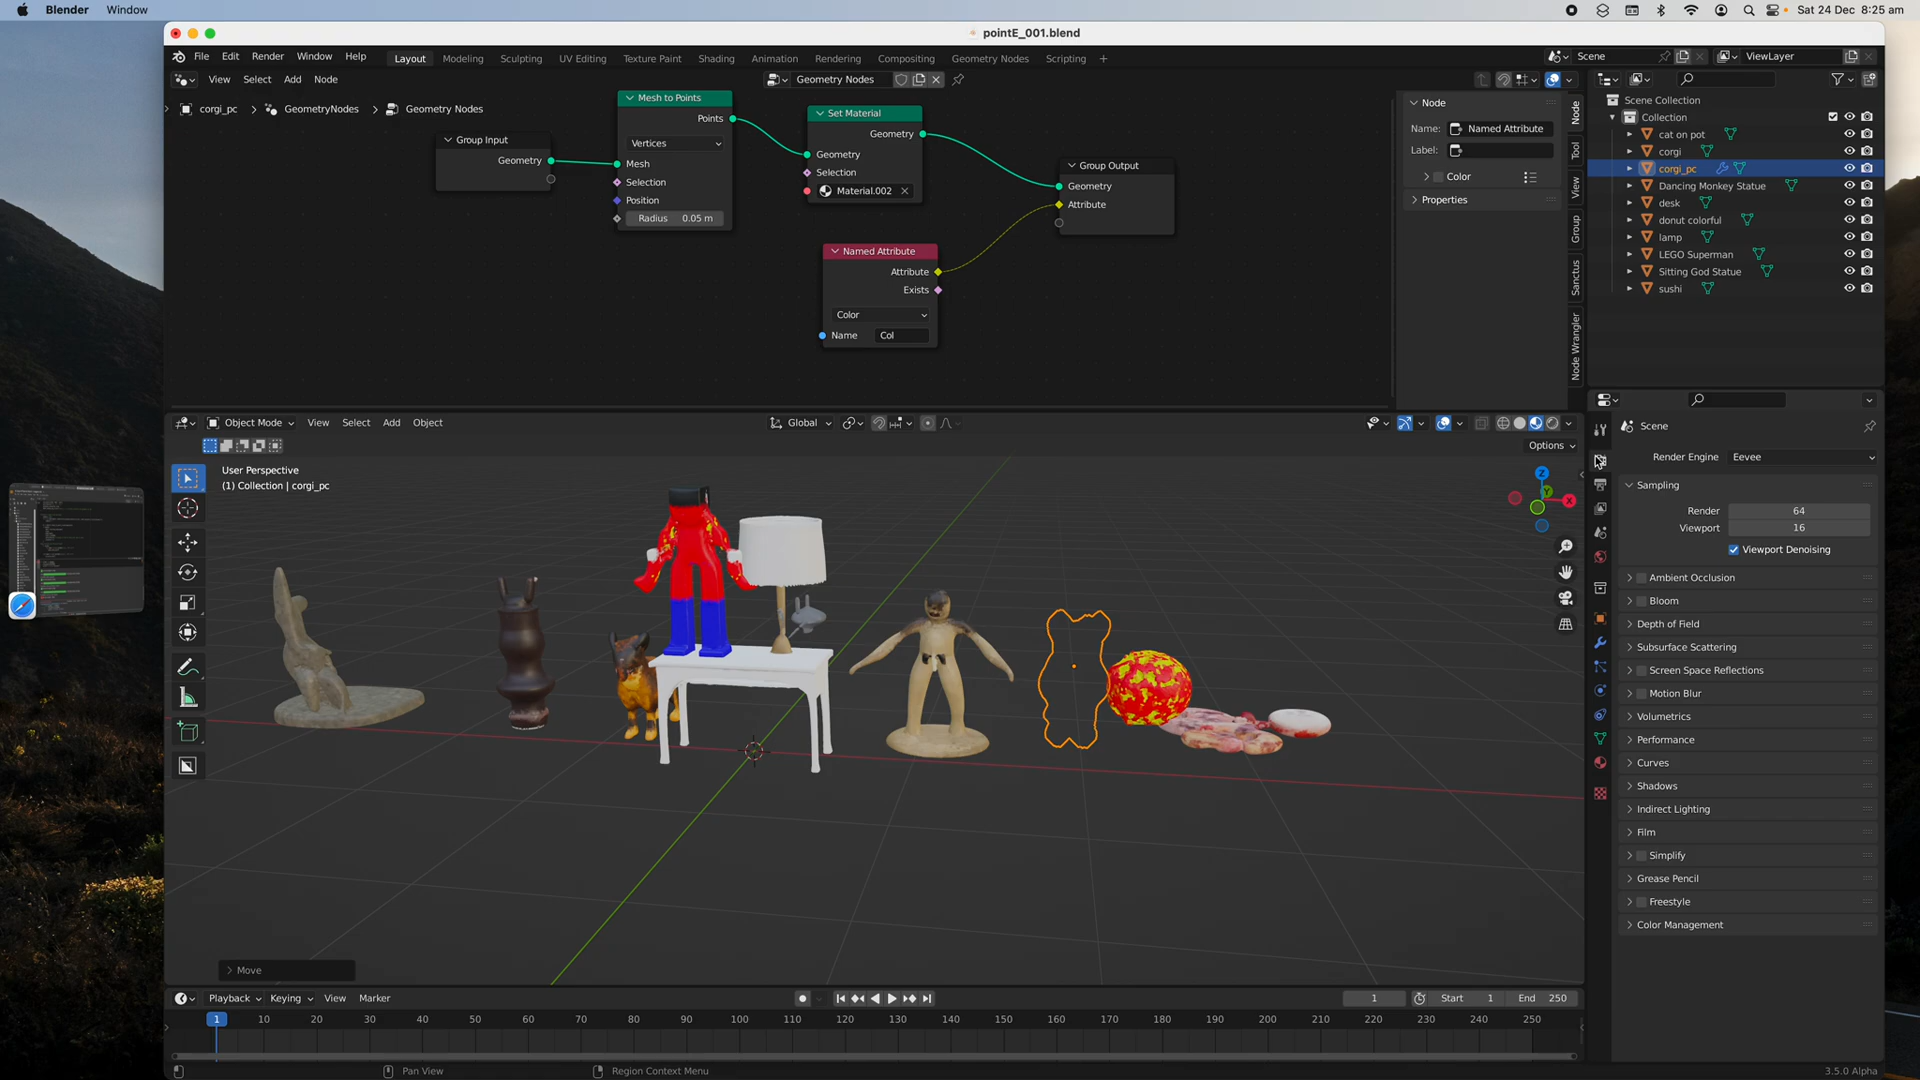 Blender Window Sat 24 Dec 8:25 am
pointE_001.blend
File Edit Render Window Help Layout Modeling Sculpting UV Editing Texture Paint Shading Animation Rendering Compositing Geometry Nodes Scripting + Scene ViewLayer
View Select Add Node Geometry Nodes
corgi_pc > GeometryNodes > Geometry Nodes
Mesh to Points
Points
Vertices
Mesh
Selection
Position
Radius 0.05 m
Group Input
Geometry
Set Material
Geometry
Geometry
Selection
Material.002
Group Output
Geometry
Attribute
Named Attribute
Attribute
Exists
Color
Name Col
Node
Name: Named Attribute
Label:
Color
Properties
Node
Tool
View
Group
Sanctus
Node Wrangler
Scene Collection
Collection
cat on pot
corgi
corgi_pc
Dancing Monkey Statue
desk
donut colorful
lamp
LEGO Superman
Sitting God Statue
sushi
Object Mode View Select Add Object Global
Options
User Perspective
(1) Collection | corgi_pc
Z
Y
X
Move
Scene
Render Engine Eevee
Sampling
Render 64
Viewport 16
Viewport Denoising
Ambient Occlusion
Bloom
Depth of Field
Subsurface Scattering
Screen Space Reflections
Motion Blur
Volumetrics
Performance
Curves
Shadows
Indirect Lighting
Film
Simplify
Grease Pencil
Freestyle
Color Management
Playback Keying View Marker 1 Start 1 End 250
1 10 20 30 40 50 60 70 80 90 100 110 120 130 140 150 160 170 180 190 200 210 220 230 240 250
Pan View Region Context Menu 3.5.0 Alpha